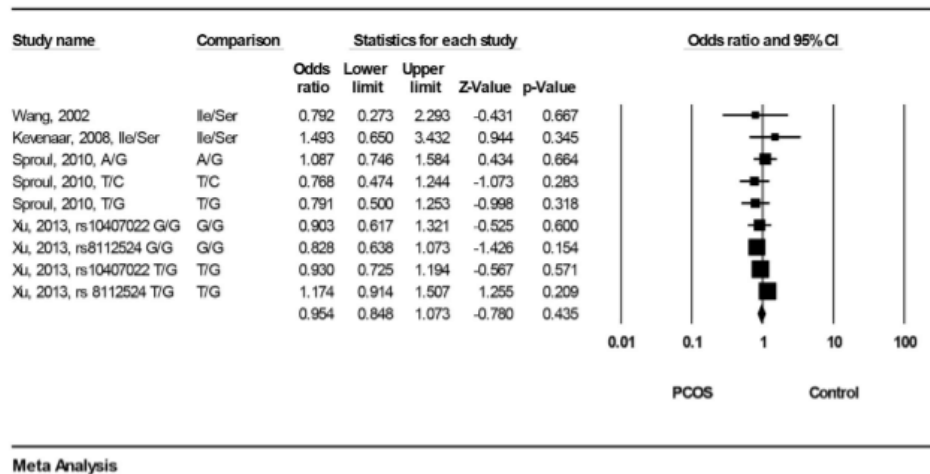 Study name Comparison Statistics for each study Odds ratio and 95% CI
Odds Lower Upper
ratio limit limit Z-Value p-Value
Wang, 2002 Ile/Ser 0.792 0.273 2.293 -0.431 0.667
Kevenaar, 2008, Ile/Ser Ile/Ser 1.493 0.650 3.432 0.944 0.345
Sproul, 2010, A/G A/G 1.087 0.746 1.584 0.434 0.664
Sproul, 2010, T/C T/C 0.768 0.474 1.244 -1.073 0.283
Sproul, 2010, T/G T/G 0.791 0.500 1.253 -0.998 0.318
Xu, 2013, rs10407022 G/G G/G 0.903 0.617 1.321 -0.525 0.600
Xu, 2013, rs8112524 G/G G/G 0.828 0.638 1.073 -1.426 0.154
Xu, 2013, rs10407022 T/G T/G 0.930 0.725 1.194 -0.567 0.571
Xu, 2013, rs 8112524 T/G T/G 1.174 0.914 1.507 1.255 0.209
0.954 0.848 1.073 -0.780 0.435
0.01 0.1 1 10 100
PCOS Control
Meta Analysis